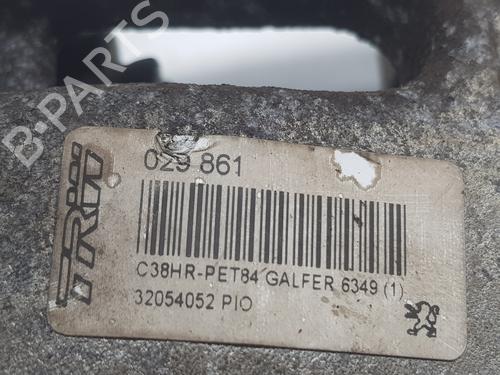 B-PARTS
TRW
029 861
C38HR-PET84 GALFER 6349 (1)
32054052 PIO